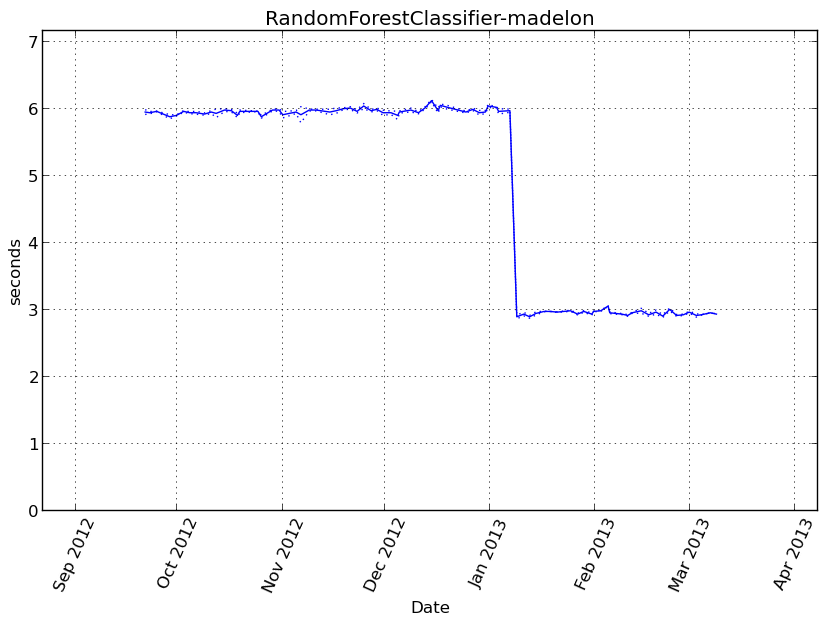 RandomForestClassifier-madelon
7
6
5
4
3
2
1
0
seconds
Sep 2012
Oct 2012
Nov 2012
Dec 2012
Jan 2013
Feb 2013
Mar 2013
Apr 2013
Date